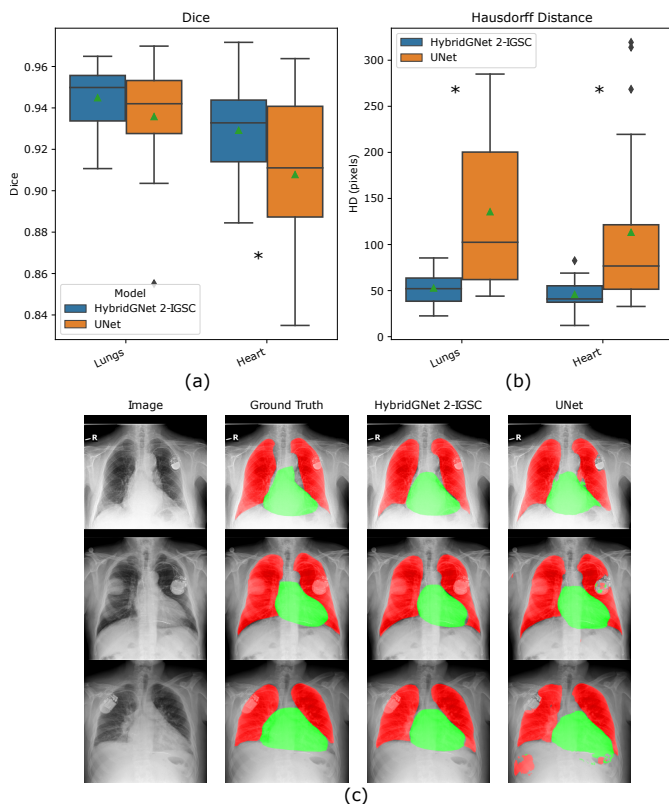 Dice
Dice
0.96
0.94
0.92
0.90
0.88
0.86
0.84
Model
HybridGNet 2-IGSC
UNet
*
Lungs
Heart
(a)
Hausdorff Distance
HD (pixels)
300
250
200
150
100
50
0
HybridGNet 2-IGSC
UNet
*
*
Lungs
Heart
(b)
Image
Ground Truth
HybridGNet 2-IGSC
UNet
R
R
R
R
(c)